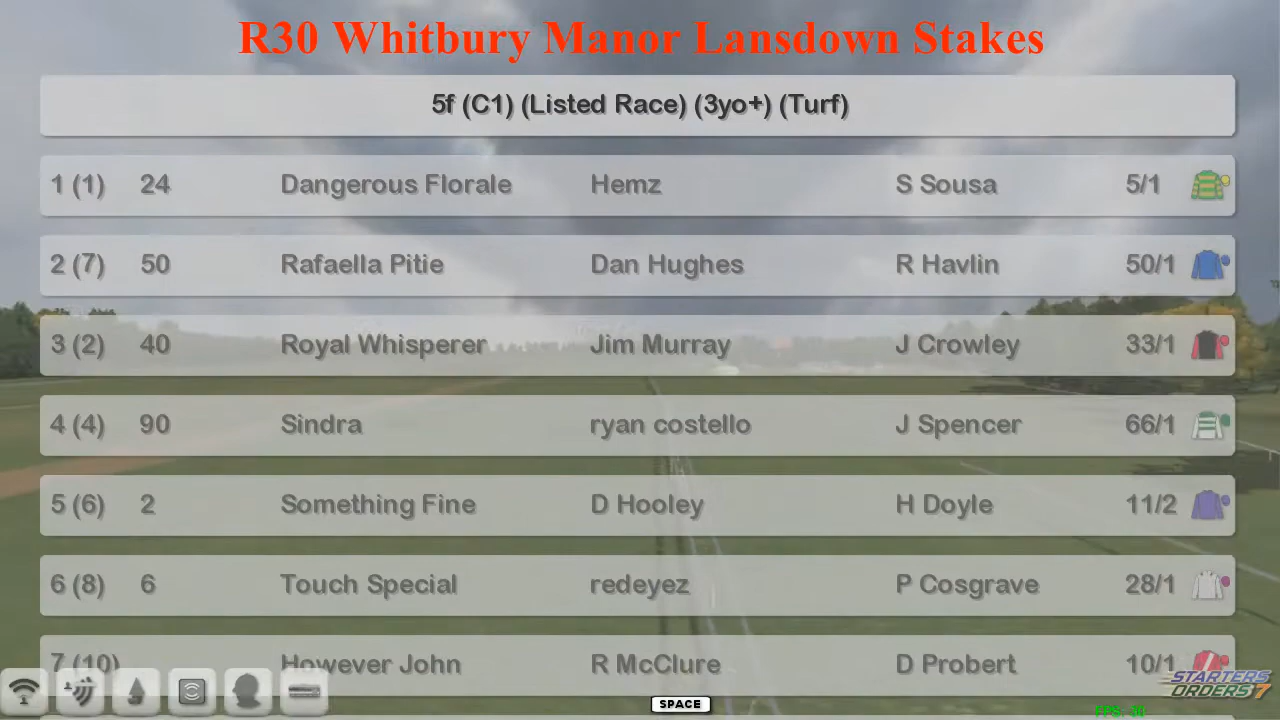 R30 Whitbury Manor Lansdown Stakes
5f (C1) (Listed Race) (3yo+) (Turf)
1 (1) 24 Dangerous Florale Hemz S Sousa 5/1
2 (7) 50 Rafaella Pitie Dan Hughes R Havlin 50/1
3 (2) 40 Royal Whisperer Jim Murray J Crowley 33/1
4 (4) 90 Sindra ryan costello J Spencer 66/1
5 (6) 2 Something Fine D Hooley H Doyle 11/2
6 (8) 6 Touch Special redeyez P Cosgrave 28/1
7 (10) However John R McClure D Probert 10/1
STARTERS
ORDERS 7
SPACE
FPS: 30